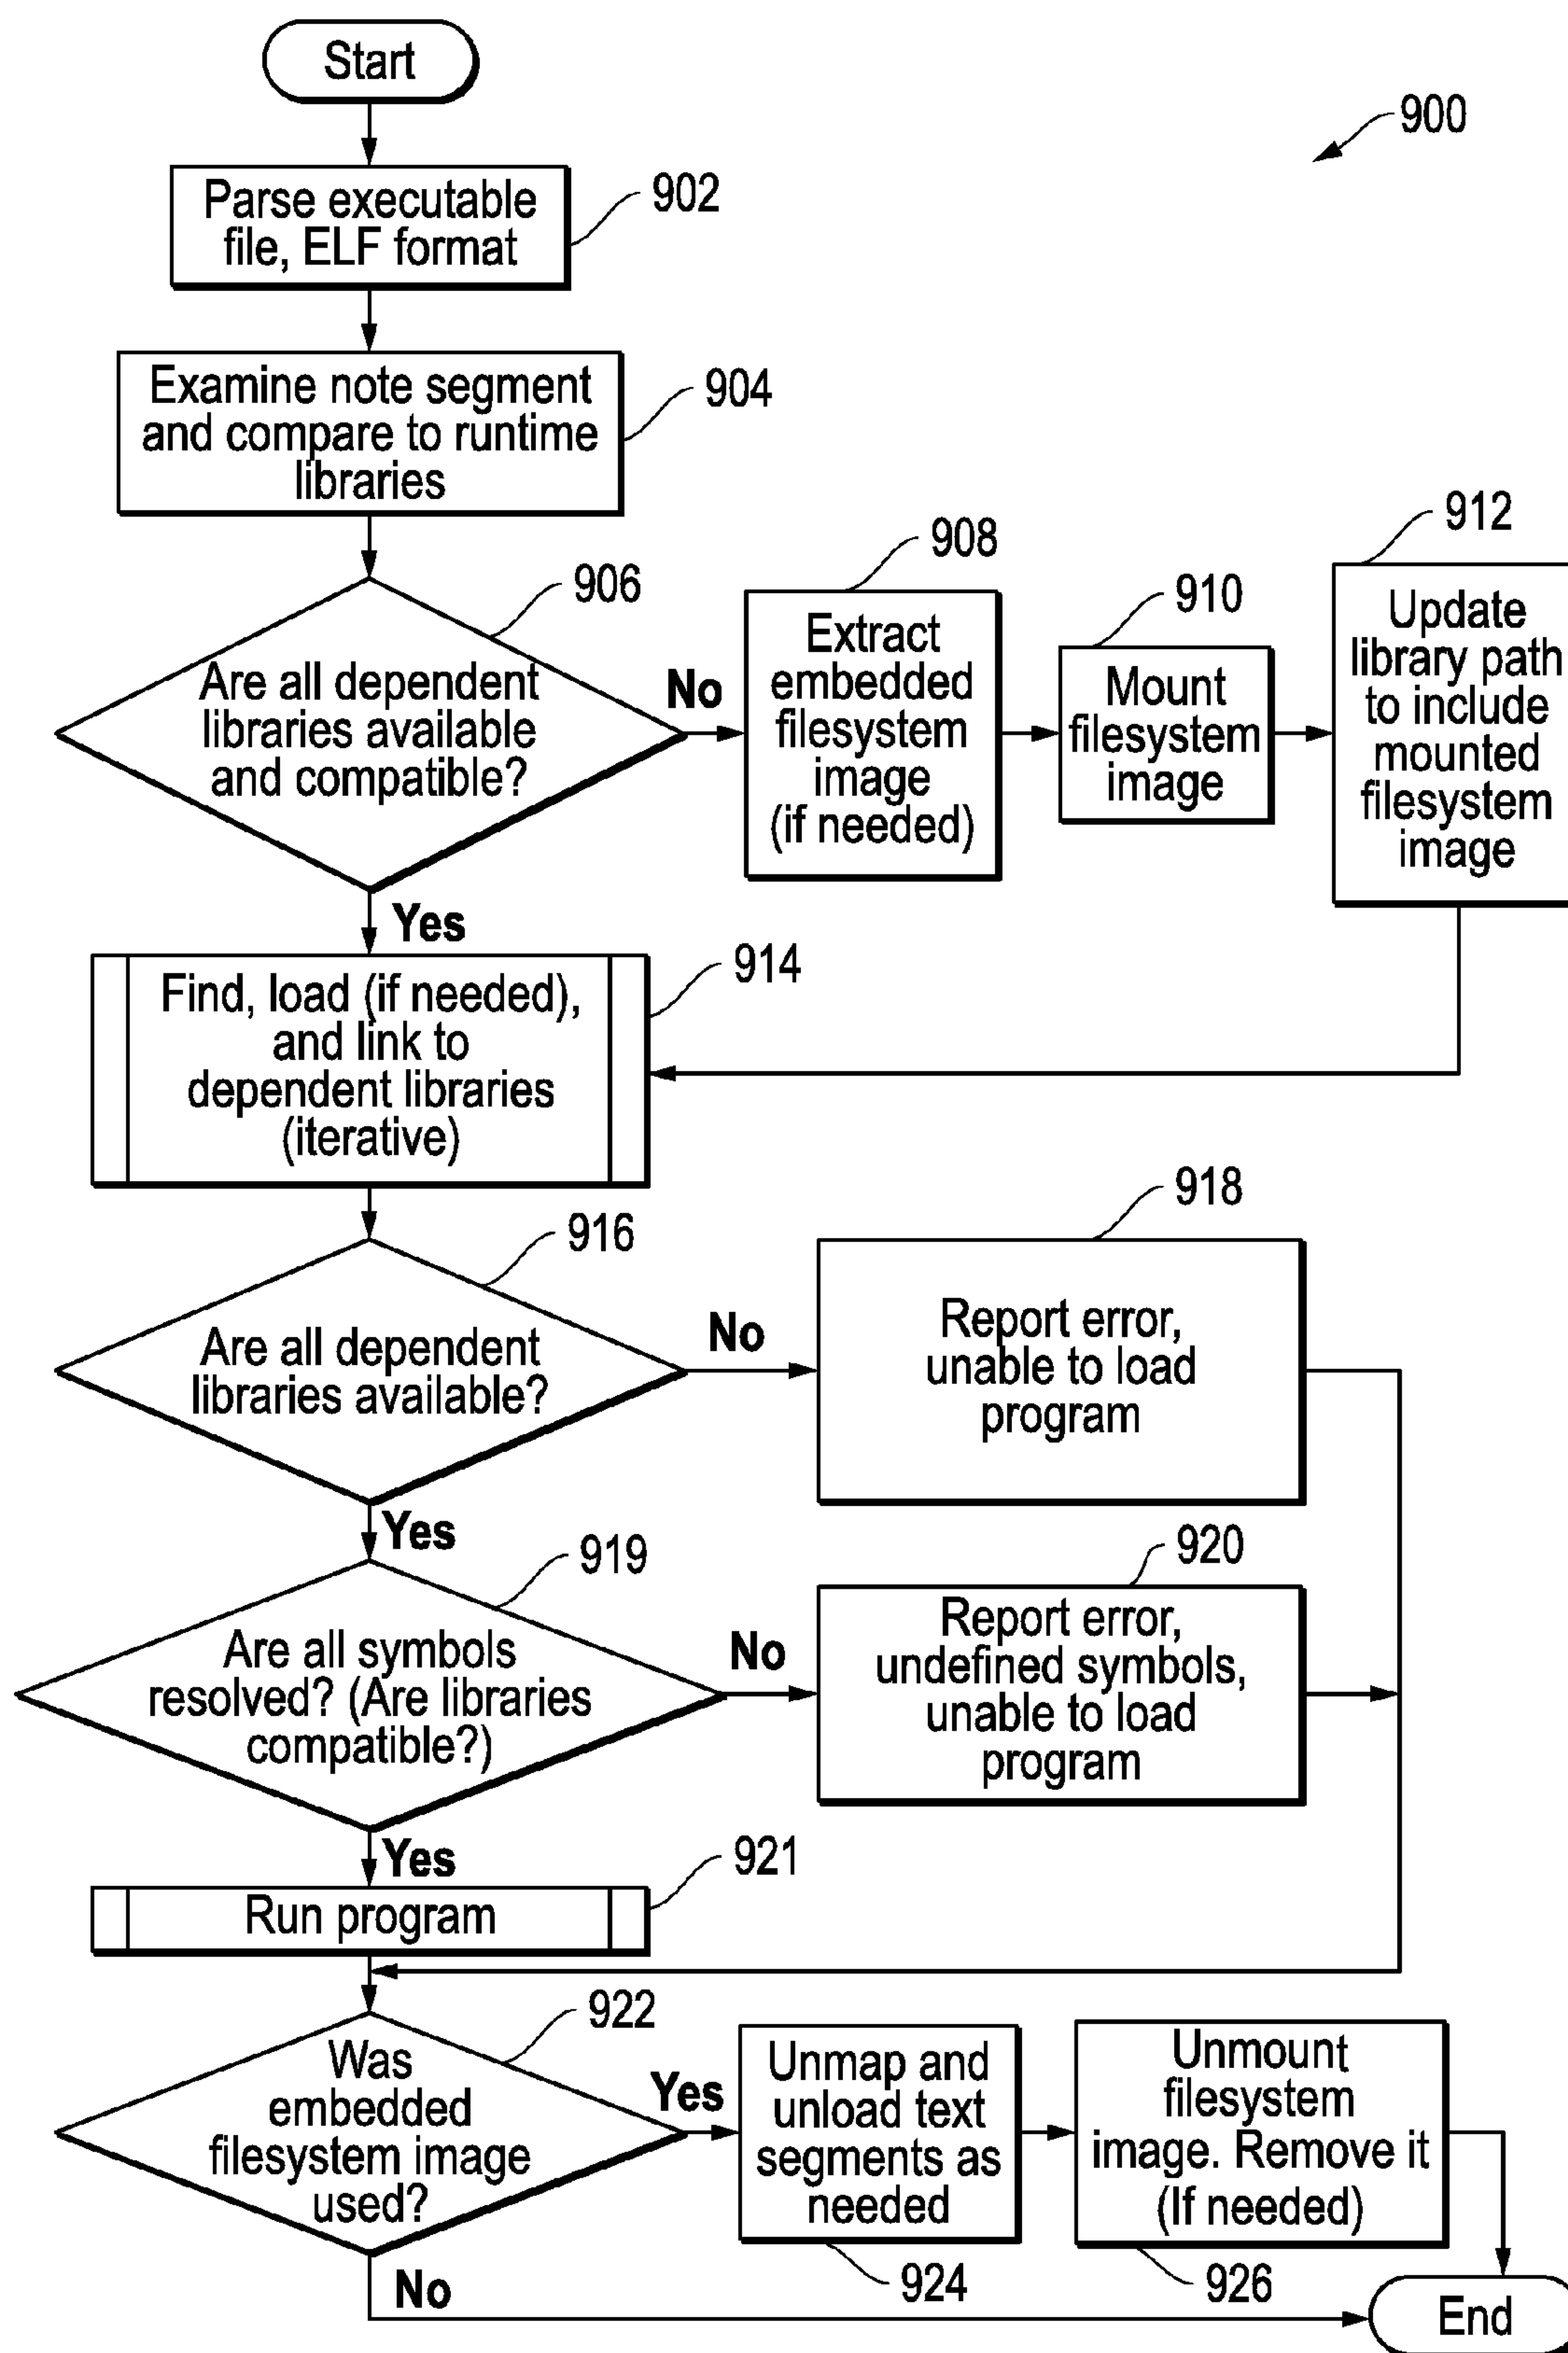 Start
900
Parse executable
file, ELF format
902
Examine note segment
and compare to runtime
libraries
904
906
Are all dependent
libraries available
and compatible?
No
908
Extract
embedded
filesystem
image
(if needed)
910
Mount
filesystem
image
912
Update
library path
to include
mounted
filesystem
image
Yes
914
Find, load (if needed),
and link to
dependent libraries
(iterative)
916
Are all dependent
libraries available?
No
918
Report error,
unable to load
program
Yes
919
Are all symbols
resolved? (Are libraries
compatible?)
No
920
Report error,
undefined symbols,
unable to load
program
Yes
921
Run program
922
Was
embedded
filesystem image
used?
Yes
Unmap and
unload text
segments as
needed
924
Unmount
filesystem
image. Remove it
(If needed)
926
No
End